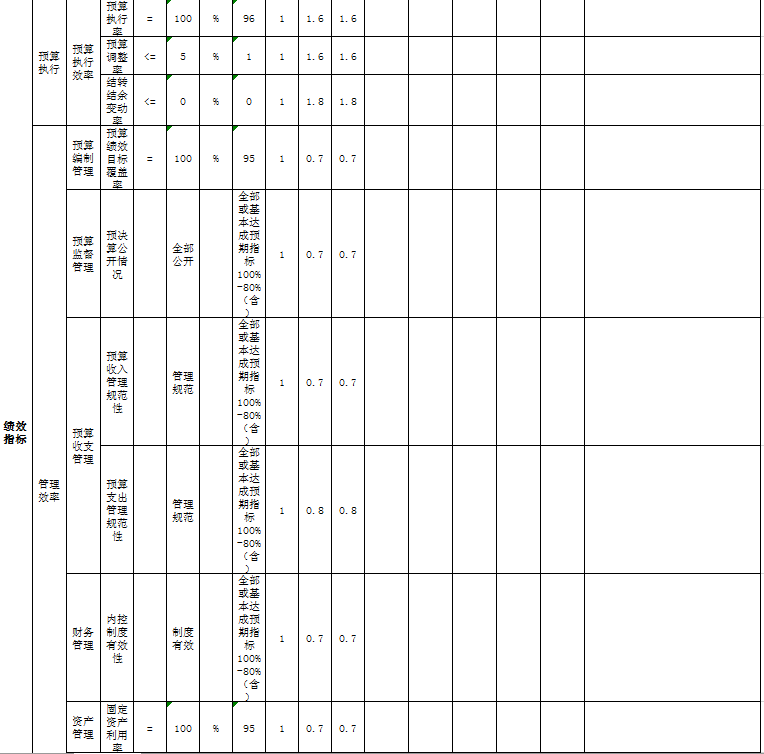 绩效
指标
预算
执行
预算
执行
效率
预算
执行
率
=
100
%
96
1
1.6
1.6
预算
调整
率
<=
5
%
1
1
1.6
1.6
结转
结余
变动
率
<=
0
%
0
1
1.8
1.8
管理
效率
预算
编制
管理
预算
绩效
目标
覆盖
率
=
100
%
95
1
0.7
0.7
预算
监督
管理
预决
算公
开情
况
全部
公开
全部
或基
本达
成预
期指
标
100%
-80%
(含
)
1
0.7
0.7
预算
收支
管理
预算
收入
管理
规范
性
管理
规范
全部
或基
本达
成预
期指
标
100%
-80%
(含
)
1
0.7
0.7
预算
支出
管理
规范
性
管理
规范
全部
或基
本达
成预
期指
标
100%
-80%
(含
)
1
0.8
0.8
财务
管理
内控
制度
有效
性
制度
有效
全部
或基
本达
成预
期指
标
100%
-80%
(含
)
1
0.7
0.7
资产
管理
固定
资产
利用
率
=
100
%
95
1
0.7
0.7